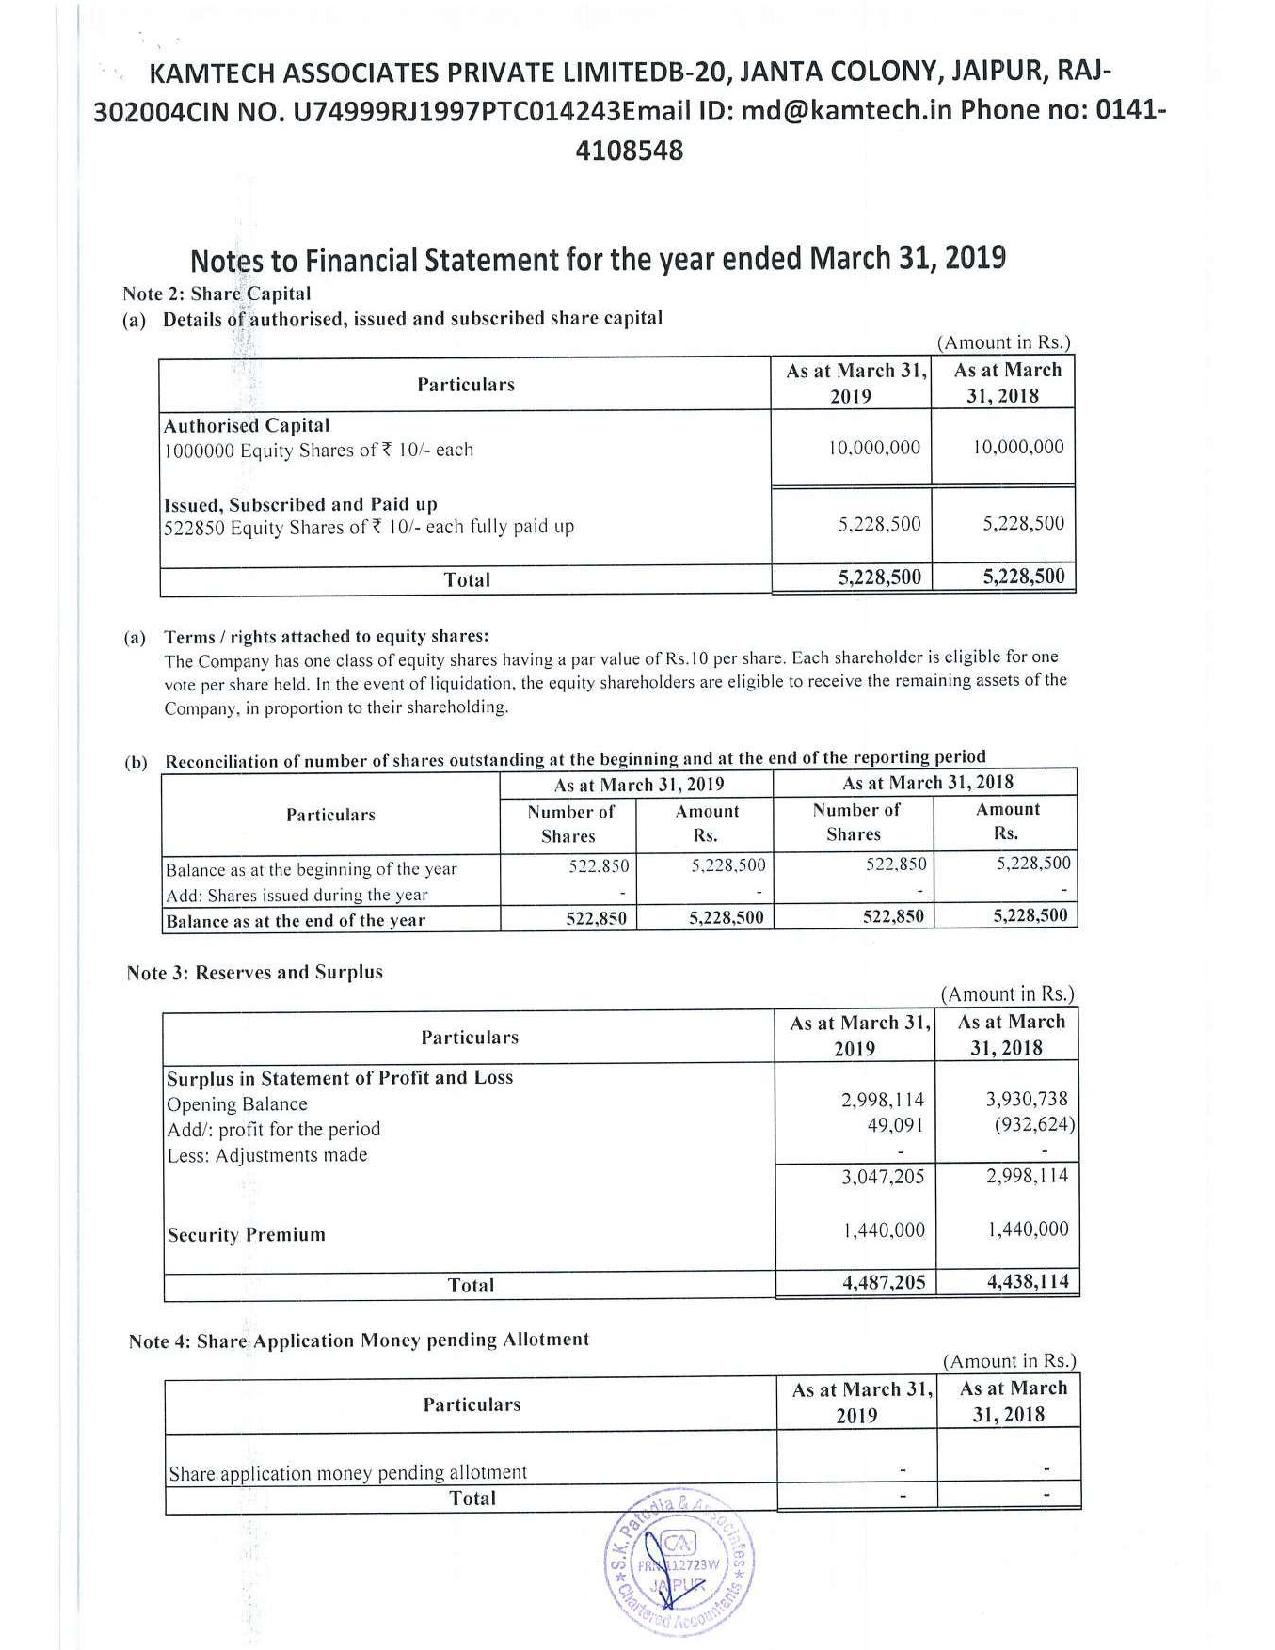 KAMTECH ASSOCIATES PRIVATE LIMITEDB-20, JANTA COLONY, JAIPUR, RAJ-
302004CIN NO. U74999RJ1997PTC014243Email ID: md@kamtech.in Phone no: 0141-
4108548
Notes to Financial Statement for the year ended March 31, 2019
Note 2: Share Capital
(a) Details of authorised, issued and subscribed share capital
(Amount in Rs.)
Particulars As at March 31, 2019 As at March 31, 2018
Authorised Capital
1000000 Equity Shares of ₹ 10/- each 10,000,000 10,000,000
Issued, Subscribed and Paid up
522850 Equity Shares of ₹ 10/- each fully paid up 5,228,500 5,228,500
Total 5,228,500 5,228,500
(a) Terms / rights attached to equity shares:
The Company has one class of equity shares having a par value of Rs.10 per share. Each shareholder is eligible for one
vote per share held. In the event of liquidation, the equity shareholders are eligible to receive the remaining assets of the
Company, in proportion to their shareholding.
(b) Reconciliation of number of shares outstanding at the beginning and at the end of the reporting period
As at March 31, 2019 As at March 31, 2018
Particulars Number of Shares Amount Rs. Number of Shares Amount Rs.
Balance as at the beginning of the year 522,850 5,228,500 522,850 5,228,500
Add: Shares issued during the year - - - -
Balance as at the end of the year 522,850 5,228,500 522,850 5,228,500
Note 3: Reserves and Surplus
(Amount in Rs.)
Particulars As at March 31, 2019 As at March 31, 2018
Surplus in Statement of Profit and Loss
Opening Balance 2,998,114 3,930,738
Add/: profit for the period 49,091 (932,624)
Less: Adjustments made - -
3,047,205 2,998,114
Security Premium 1,440,000 1,440,000
Total 4,487,205 4,438,114
Note 4: Share Application Money pending Allotment
(Amount in Rs.)
Particulars As at March 31, 2019 As at March 31, 2018
Share application money pending allotment - -
Total - -
S.K. Patodia & Associates
CA
112723W
JAIPUR
Chartered Accountants